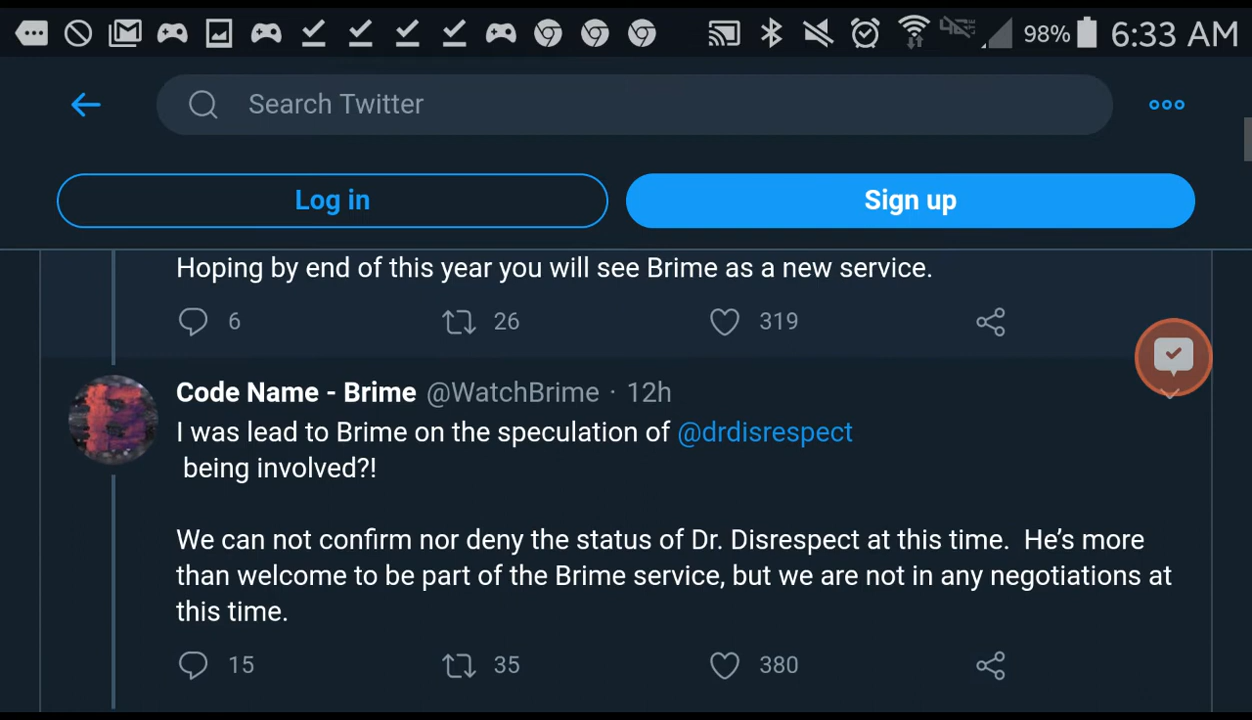 98% 6:33 AM
Search Twitter
Log in Sign up
Hoping by end of this year you will see Brime as a new service.
6 26 319
Code Name - Brime @WatchBrime · 12h
I was lead to Brime on the speculation of @drdisrespect
being involved?!
We can not confirm nor deny the status of Dr. Disrespect at this time.  He’s more
than welcome to be part of the Brime service, but we are not in any negotiations at
this time.
15 35 380